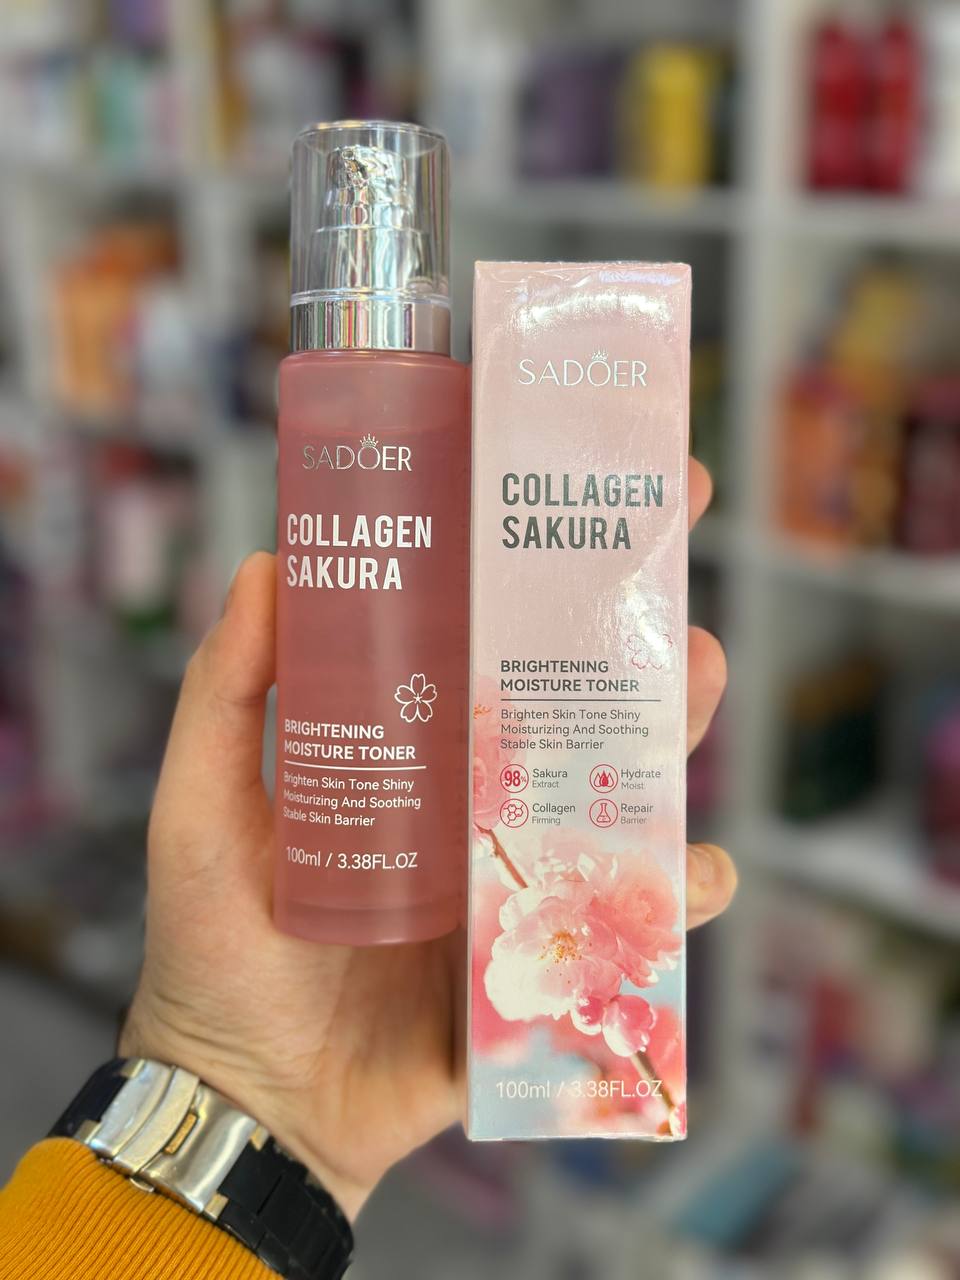 SADOER
COLLAGEN
SAKURA
BRIGHTENING
MOISTURE TONER
Brighten Skin Tone Shiny
Moisturizing And Soothing
Stable Skin Barrier
100ml / 3.38FL.OZ
SADOER
COLLAGEN
SAKURA
BRIGHTENING
MOISTURE TONER
Brighten Skin Tone Shiny
Moisturizing And Soothing
Stable Skin Barrier
98% Sakura Extract
Hydrate Moist
Collagen Firming
Repair Barrier
100ml / 3.38FL.OZ